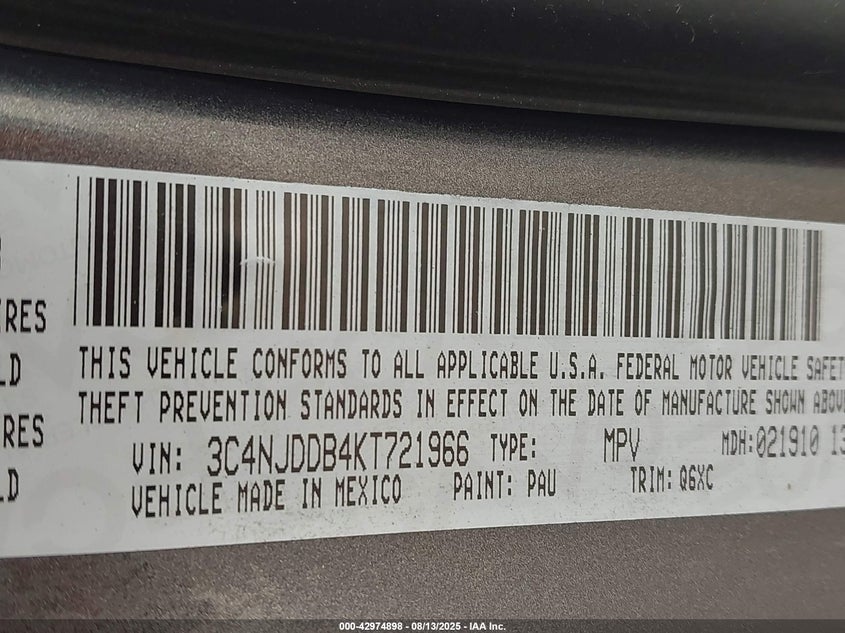 RES
LD
RES
LD
THIS VEHICLE CONFORMS TO ALL APPLICABLE U.S.A. FEDERAL MOTOR VEHICLE SAFET
THEFT PREVENTION STANDARDS IN EFFECT ON THE DATE OF MANUFACTURE SHOWN ABOV
VIN: 3C4NJDDB4KT721966 TYPE: MPV MDH:021910 13
VEHICLE MADE IN MEXICO PAINT: PAU TRIM: Q6XC
000-42974898 - 08/13/2025 - IAA Inc.